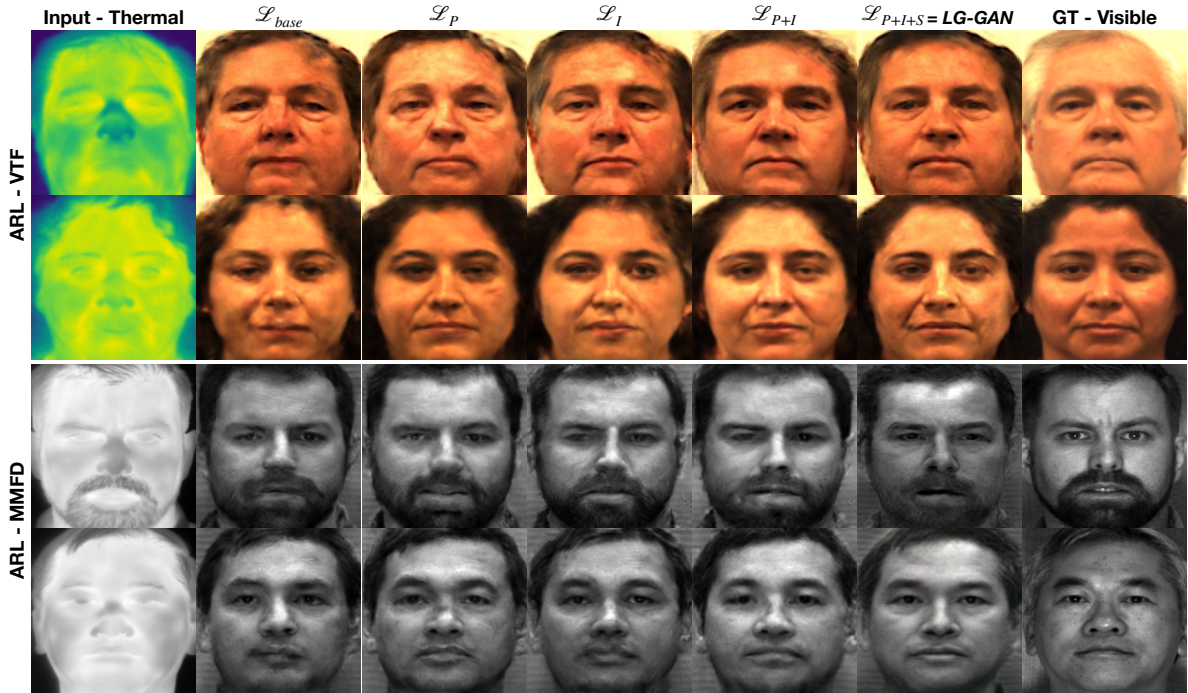 Input - Thermal
ℒbase
ℒP
ℒI
ℒP+I
ℒP+I+S = LG-GAN
GT - Visible
ARL - VTF
ARL - MMFD